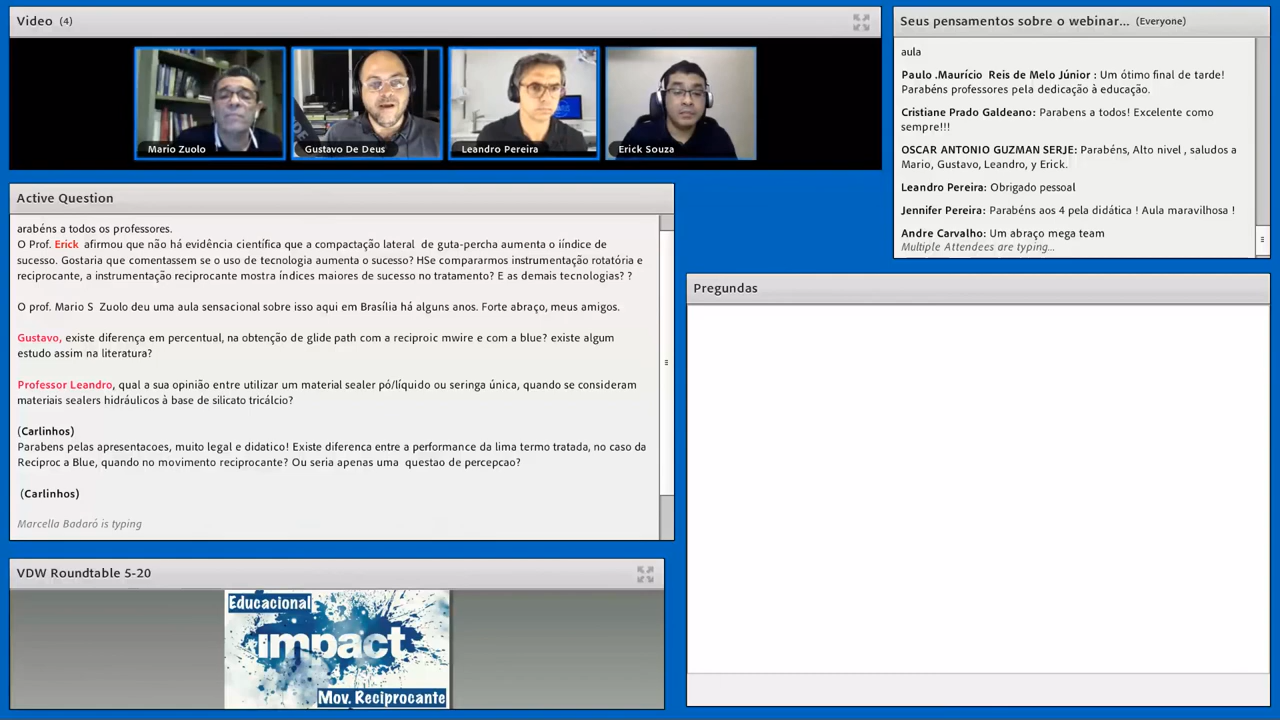 Video (4)
Mario Zuolo
Gustavo De Deus
Leandro Pereira
Erick Souza
Seus pensamentos sobre o webinar... (Everyone)
aula
Paulo .Maurício Reis de Melo Júnior : Um ótimo final de tarde!
Parabéns professores pela dedicação à educação.
Cristiane Prado Galdeano: Parabens a todos! Excelente como
sempre!!!
OSCAR ANTONIO GUZMAN SERJE: Parabéns, Alto nivel , saludos a
Mario, Gustavo, Leandro, y Erick.
Leandro Pereira: Obrigado pessoal
Jennifer Pereira: Parabéns aos 4 pela didática ! Aula maravilhosa !
Andre Carvalho: Um abraço mega team
Multiple Attendees are typing...
Active Question
arabéns a todos os professores.
O Prof. Erick afirmou que não há evidência científica que a compactação lateral de guta-percha aumenta o iíndice de
sucesso. Gostaria que comentassem se o uso de tecnologia aumenta o sucesso? HSe compararmos instrumentação rotatória e
reciprocante, a instrumentação reciprocante mostra índices maiores de sucesso no tratamento? E as demais tecnologias? ?
O prof. Mario S Zuolo deu uma aula sensacional sobre isso aqui em Brasília há alguns anos. Forte abraço, meus amigos.
Gustavo, existe diferença em percentual, na obtenção de glide path com a reciproic mwire e com a blue? existe algum
estudo assim na literatura?
Professor Leandro, qual a sua opinião entre utilizar um material sealer pó/líquido ou seringa única, quando se consideram
materiais sealers hidráulicos à base de silicato tricálcio?
(Carlinhos)
Parabens pelas apresentacoes, muito legal e didatico! Existe diferenca entre a performance da lima termo tratada, no caso da
Reciproc a Blue, quando no movimento reciprocante? Ou seria apenas uma questao de percepcao?
(Carlinhos)
Marcella Badaró is typing
Pregundas
VDW Roundtable 5-20
Educacional
impact
Mov. Reciprocante